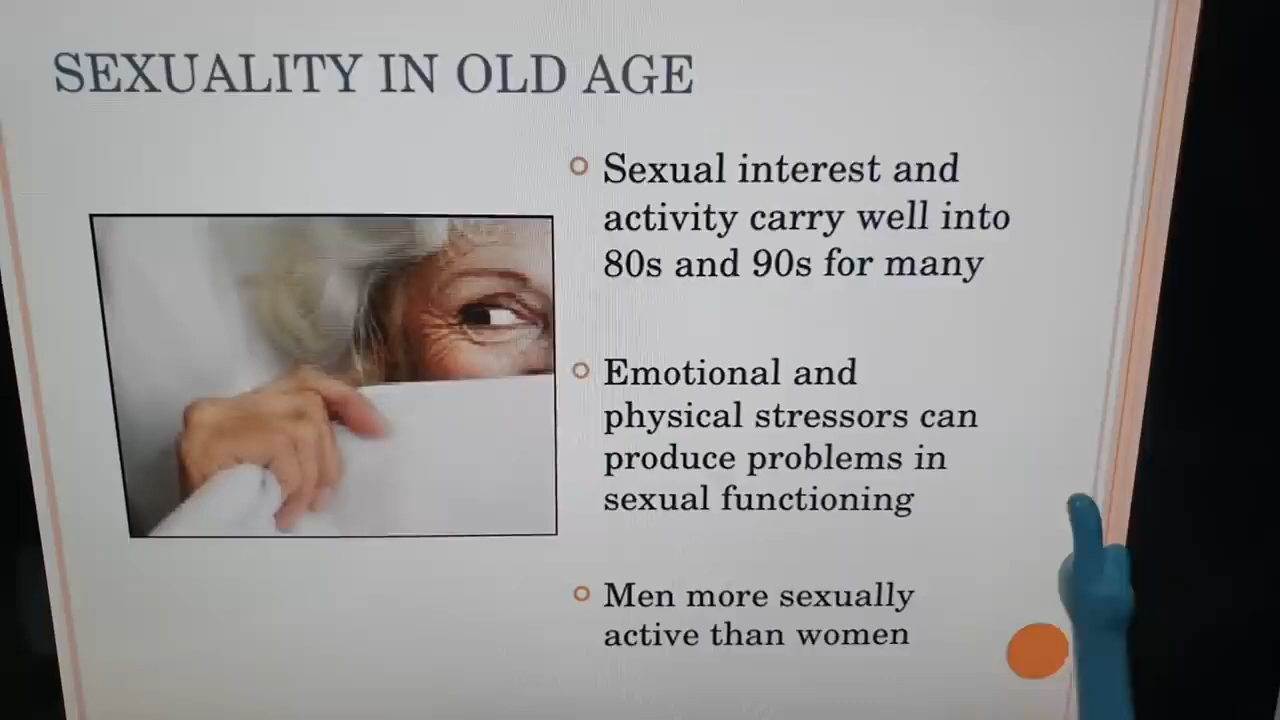 SEXUALITY IN OLD AGE
Sexual interest and
activity carry well into
80s and 90s for many
Emotional and
physical stressors can
produce problems in
sexual functioning
Men more sexually
active than women